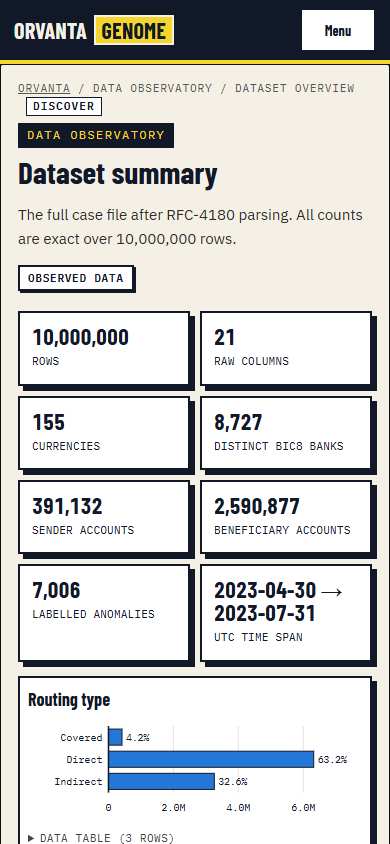 ORVANTA GENOME
Menu
ORVANTA / DATA OBSERVATORY / DATASET OVERVIEW
DISCOVER
DATA OBSERVATORY
Dataset summary
The full case file after RFC-4180 parsing. All counts
are exact over 10,000,000 rows.
OBSERVED DATA
10,000,000
ROWS
21
RAW COLUMNS
155
CURRENCIES
8,727
DISTINCT BIC8 BANKS
391,132
SENDER ACCOUNTS
2,590,877
BENEFICIARY ACCOUNTS
7,006
LABELLED ANOMALIES
2023-04-30 →
2023-07-31
UTC TIME SPAN
Routing type
Covered 4.2%
Direct 63.2%
Indirect 32.6%
0 2.0M 4.0M 6.0M
▶ DATA TABLE (3 ROWS)